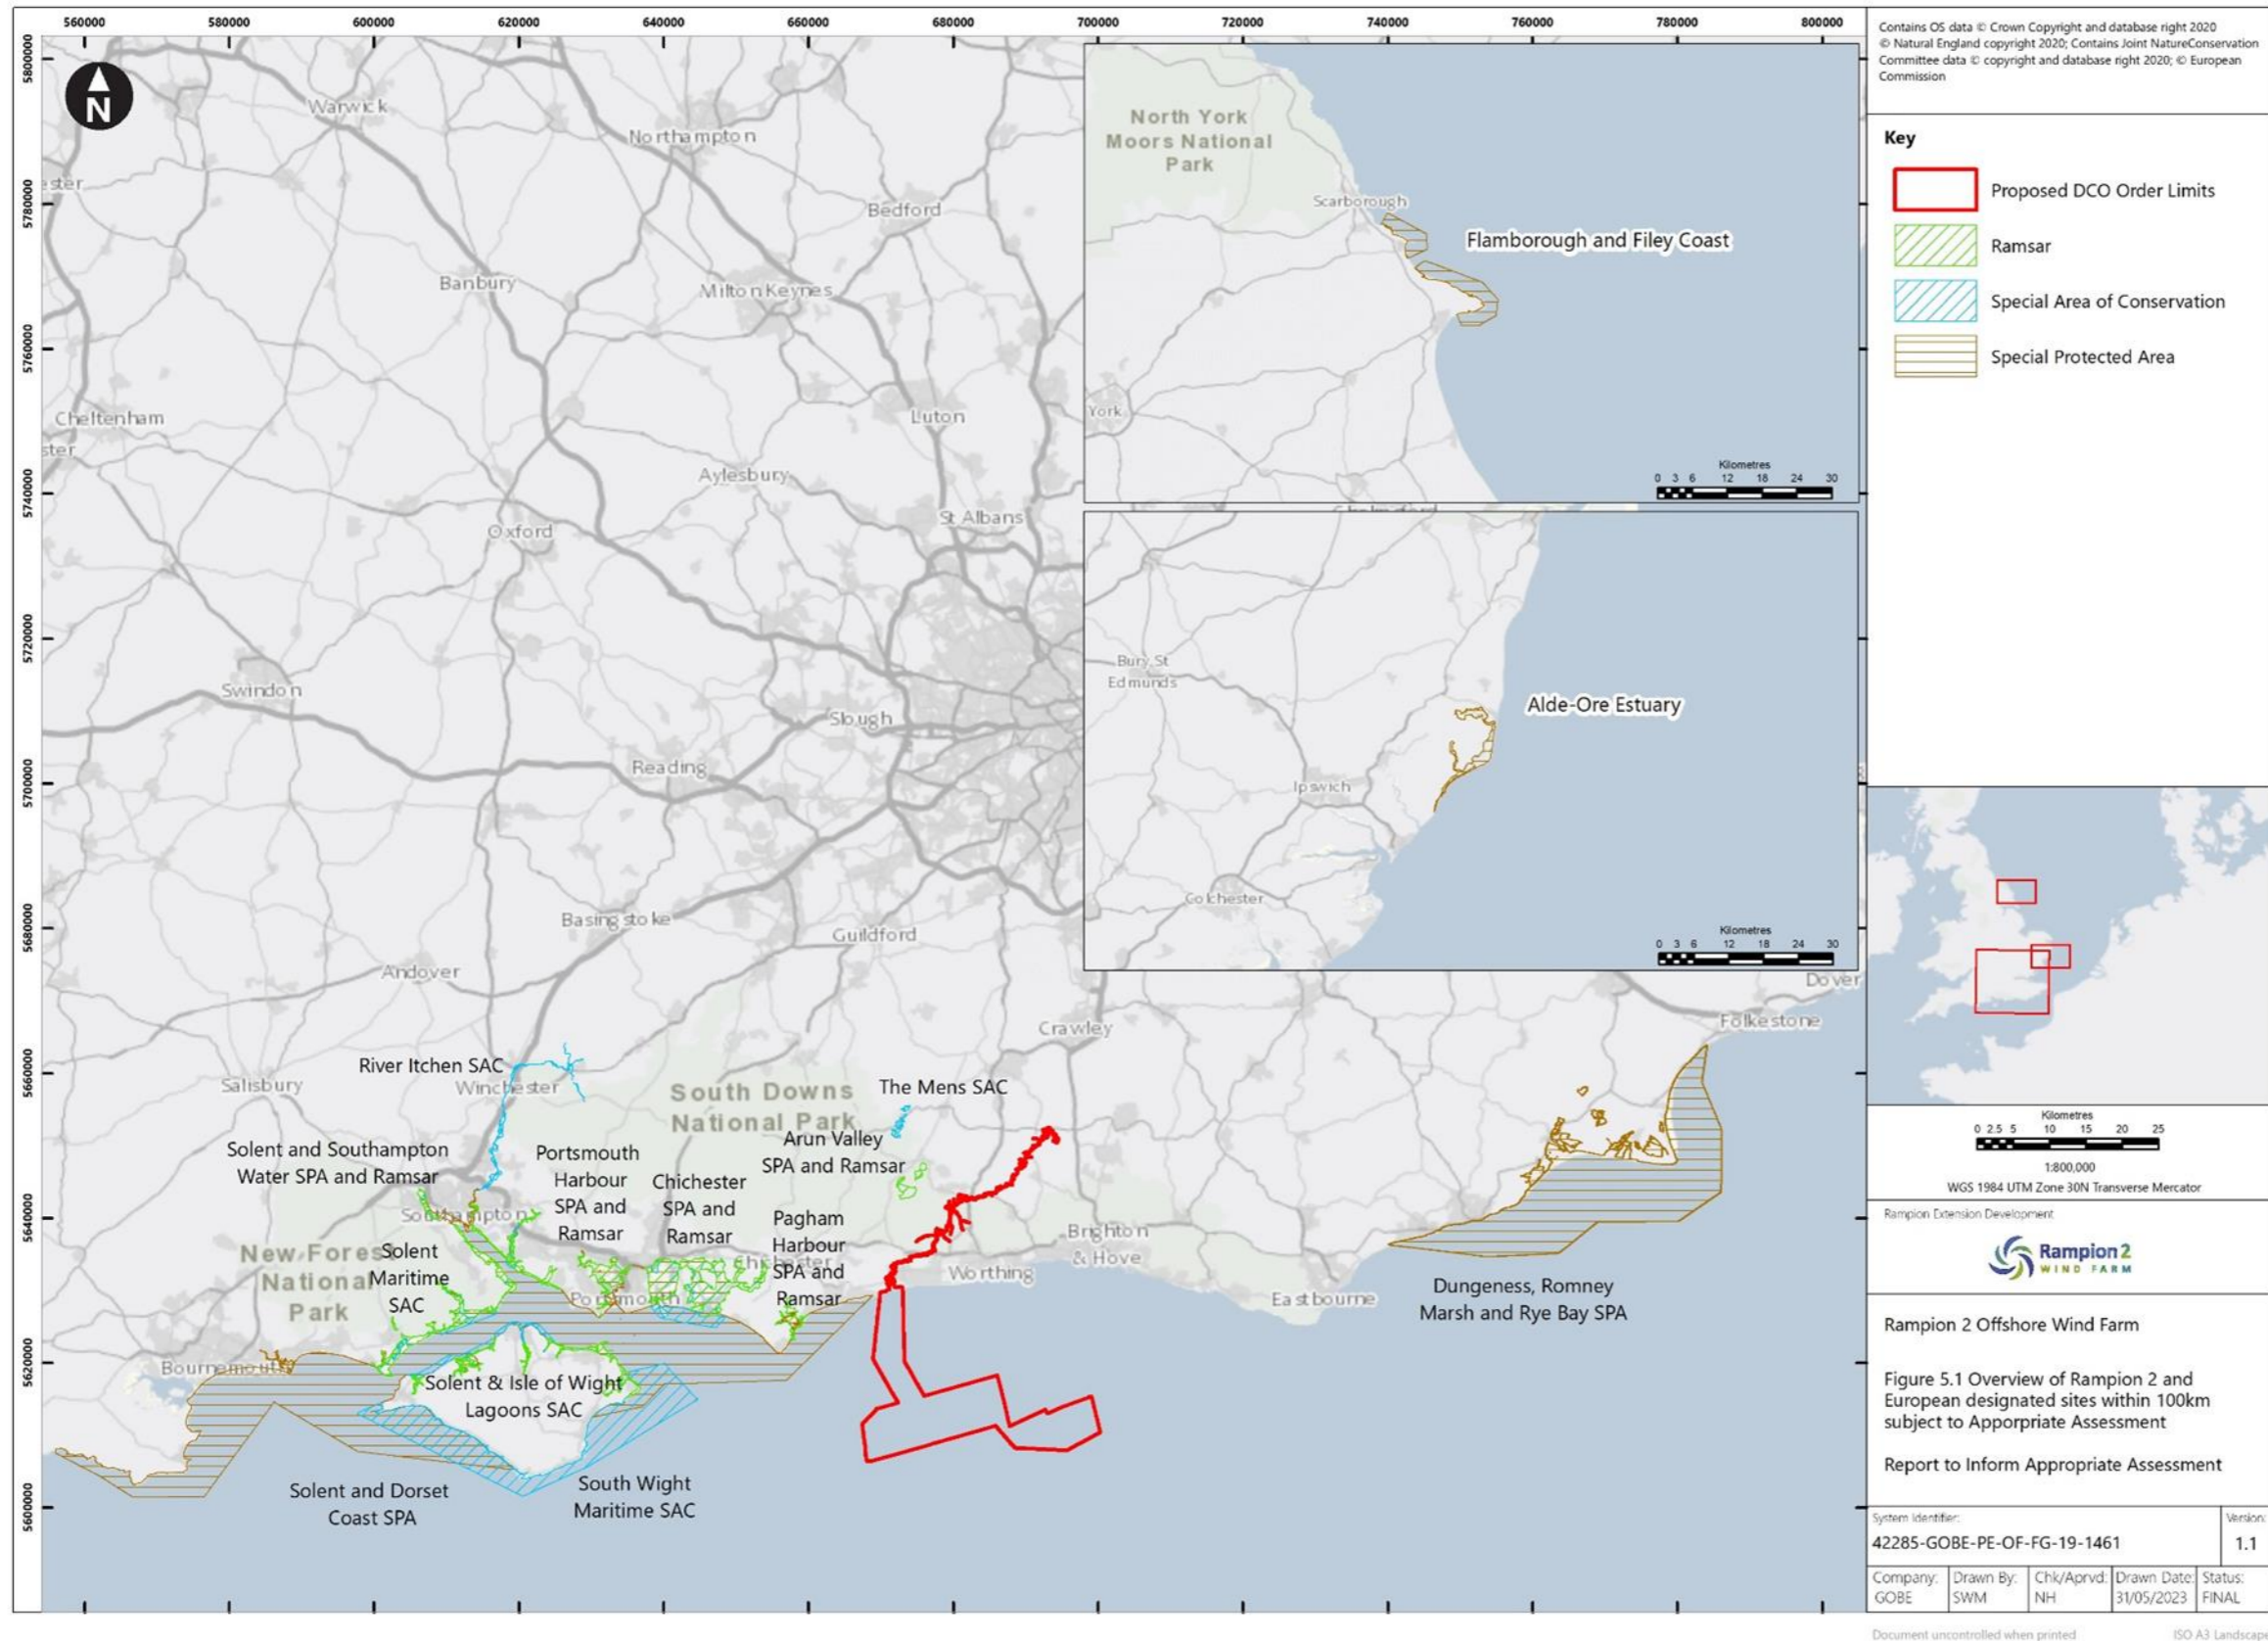 560000 580000 600000 620000 640000 660000 680000 700000 720000 740000 760000 780000 800000
5800000
5780000
5760000
5740000
5720000
5700000
5680000
5660000
5640000
5620000
5600000
N
Warwick
Northampton
ester
Bedford
Banbury
Milton Keynes
Cheltenham
ster
Luton
Aylesbury
St Albans
Oxford
Swindon
Slough
Reading
Basingstoke
Guildford
Andover
Crawley
Dover
Folkestone
River Itchen SAC
Salisbury
Winchester
South Downs
National Park
The Mens SAC
Arun Valley
SPA and Ramsar
Solent and Southampton
Water SPA and Ramsar
Portsmouth
Harbour
SPA and
Ramsar
Chichester
SPA and
Ramsar
Pagham
Harbour
SPA and
Ramsar
Southampton
New Fores
National
Park
Solent
Maritime
SAC
Portsmouth
Chichester
Worthing
Brighton
& Hove
Eastbourne
Bournemouth
Solent & Isle of Wight
Lagoons SAC
Dungeness, Romney
Marsh and Rye Bay SPA
Solent and Dorset
Coast SPA
South Wight
Maritime SAC
North York
Moors National
Park
Scarborough
Flamborough and Filey Coast
York
Kilometres
0 3 6 12 18 24 30
Bury St
Edmunds
Alde-Ore Estuary
Ipswich
Colchester
Kilometres
0 3 6 12 18 24 30
Contains OS data © Crown Copyright and database right 2020
© Natural England copyright 2020; Contains Joint NatureConservation
Committee data © copyright and database right 2020; © European
Commission
Key
Proposed DCO Order Limits
Ramsar
Special Area of Conservation
Special Protected Area
Kilometres
0 2.5 5 10 15 20 25
1:800,000
WGS 1984 UTM Zone 30N Transverse Mercator
Rampion Extension Development
Rampion 2
WIND FARM
Rampion 2 Offshore Wind Farm
Figure 5.1 Overview of Rampion 2 and
European designated sites within 100km
subject to Apporpriate Assessment
Report to Inform Appropriate Assessment
System Identifier: Version:
42285-GOBE-PE-OF-FG-19-1461 1.1
Company: Drawn By: Chk/Aprvd: Drawn Date: Status:
GOBE SWM NH 31/05/2023 FINAL
Document uncontrolled when printed ISO A3 Landscape